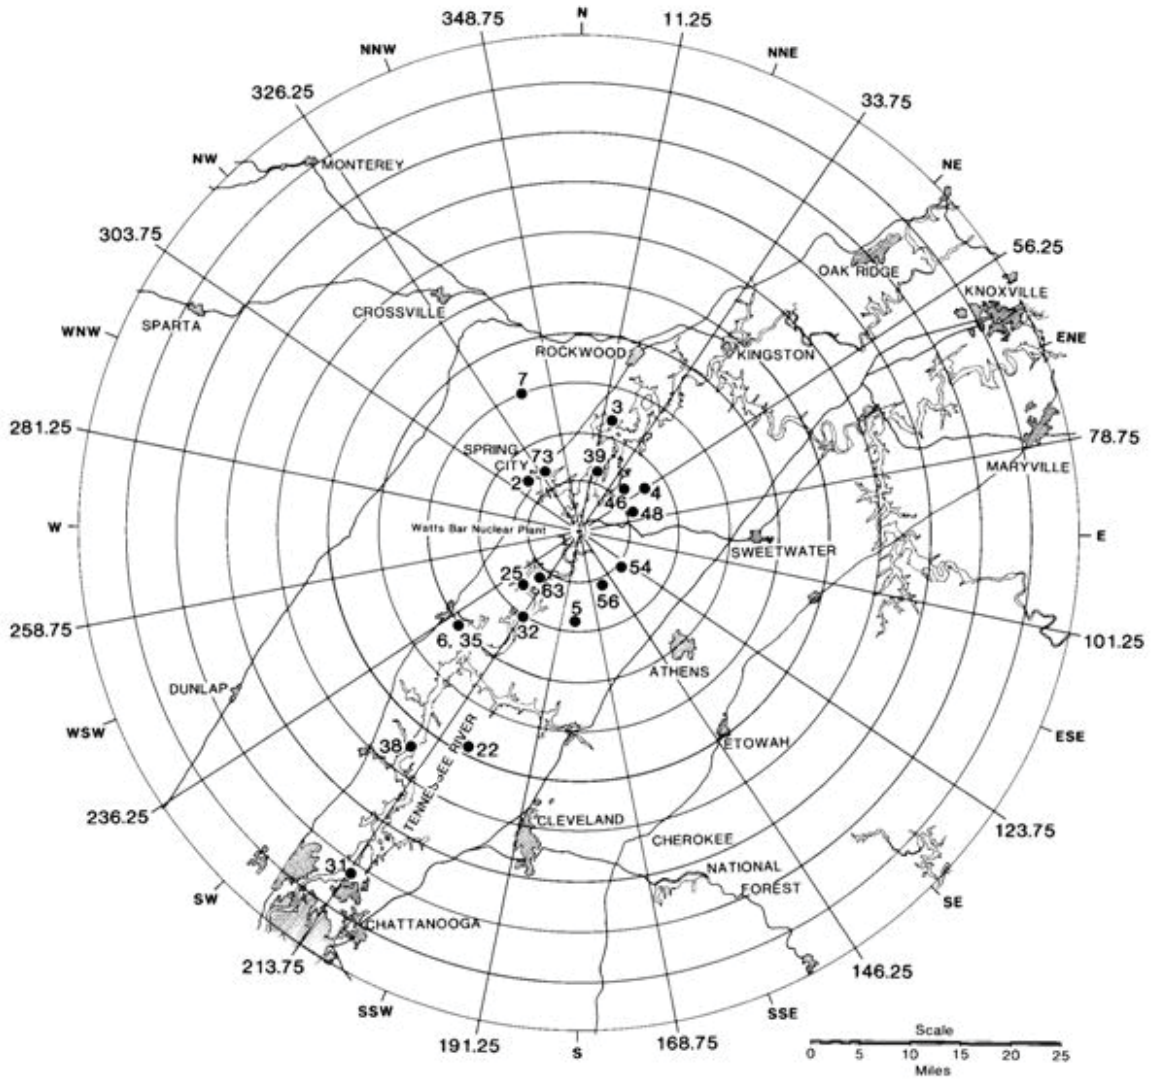 N
348.75
11.25
NNW
NNE
326.25
33.75
NW
MONTEREY
NE
303.75
56.25
OAK RIDGE
KNOXVILLE
SPARTA
CROSSVILLE
WNW
ENE
ROCKWOOD
KINGSTON
7
3
281.25
78.75
SPRING
CITY
73
39
MARYVILLE
2
46
4
48
W
Watts Bar Nuclear Plant
E
SWEETWATER
54
25
63
56
5
32
258.75
6, 35
101.25
ATHENS
DUNLAP
WSW
ESE
38
22
ETOWAH
TENNESSEE RIVER
236.25
CLEVELAND
123.75
CHEROKEE
NATIONAL
FOREST
31
SW
SE
CHATTANOOGA
213.75
146.25
SSW
SSE
191.25
S
168.75
Scale
0 5 10 15 20 25
Miles